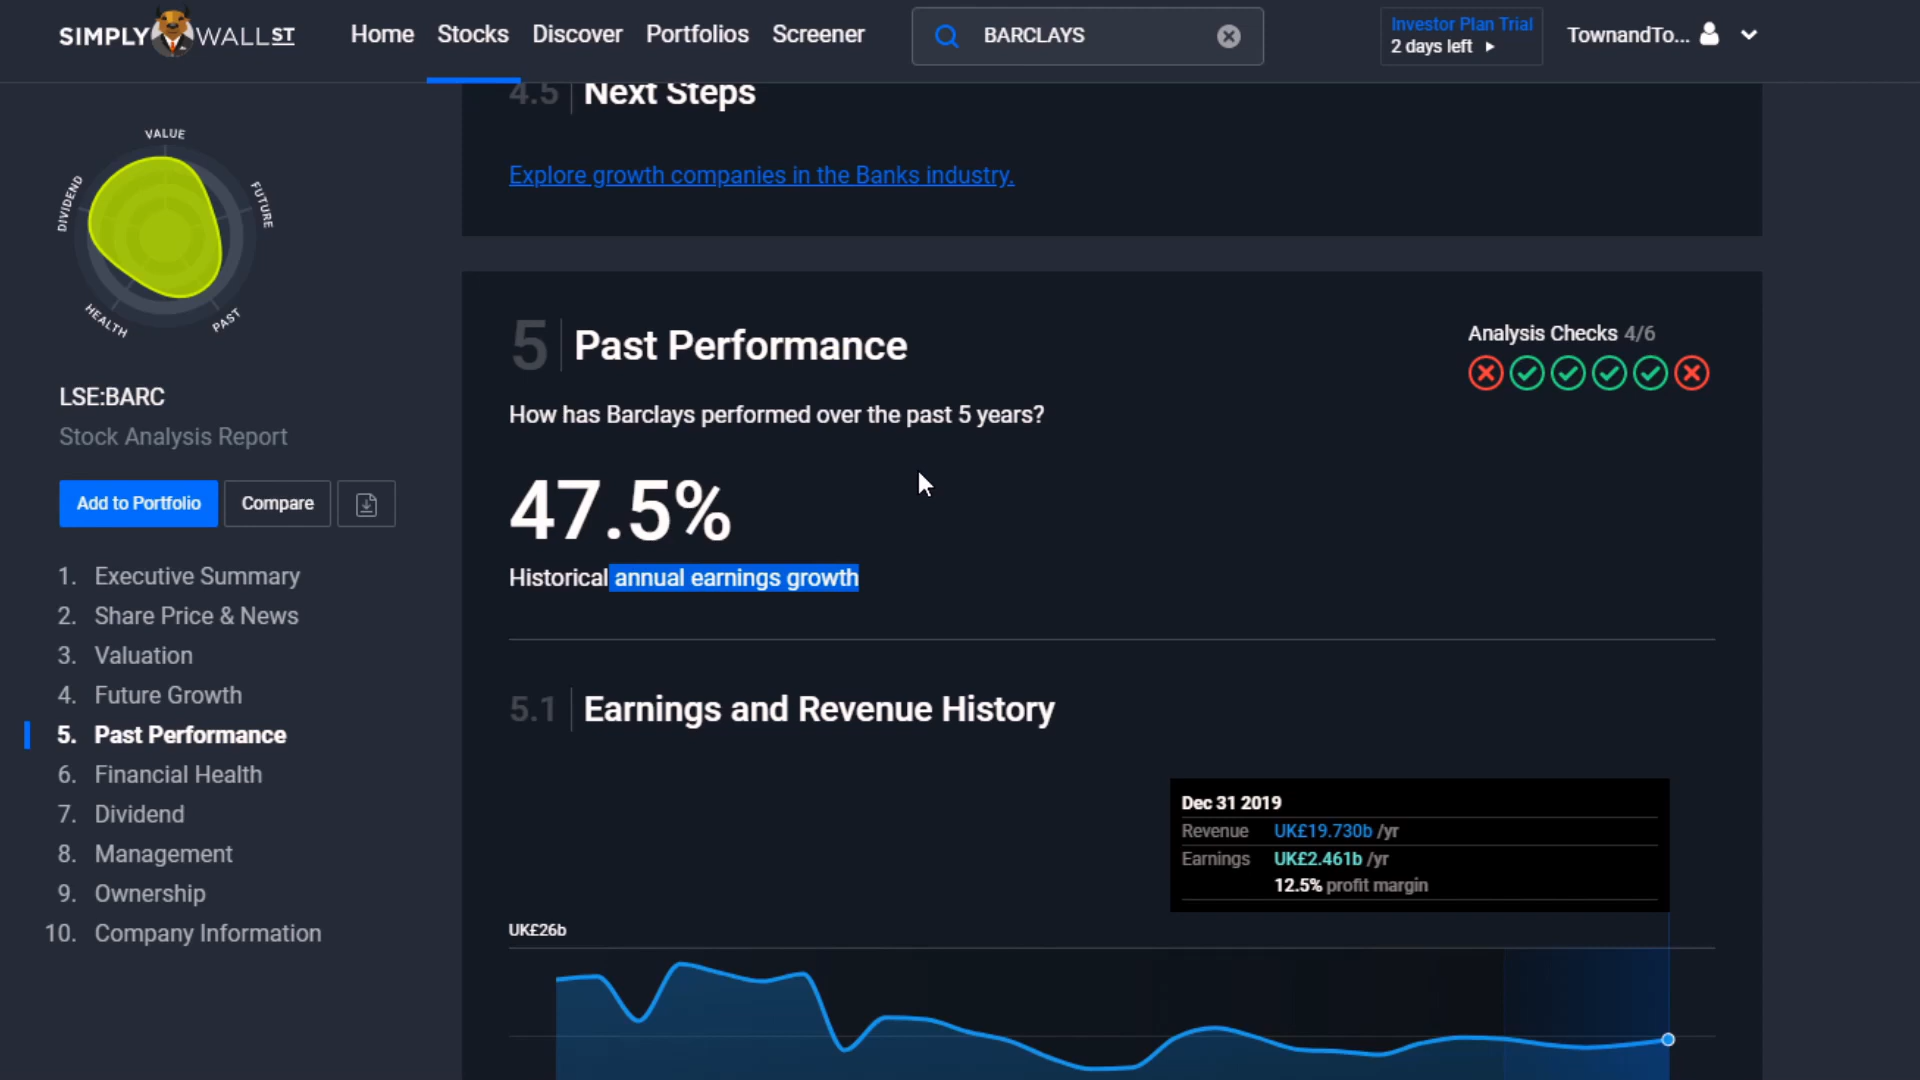 SIMPLY WALLST
Home Stocks Discover Portfolios Screener
BARCLAYS
Investor Plan Trial
2 days left
TownandTo...
VALUE
FUTURE
PAST
HEALTH
DIVIDEND
LSE:BARC
Stock Analysis Report
Add to Portfolio
Compare
1. Executive Summary
2. Share Price & News
3. Valuation
4. Future Growth
5. Past Performance
6. Financial Health
7. Dividend
8. Management
9. Ownership
10. Company Information
4.5 Next Steps
Explore growth companies in the Banks industry.
5 Past Performance
Analysis Checks 4/6
How has Barclays performed over the past 5 years?
47.5%
Historical annual earnings growth
5.1 Earnings and Revenue History
Dec 31 2019
Revenue UK£19.730b /yr
Earnings UK£2.461b /yr
12.5% profit margin
UK£26b